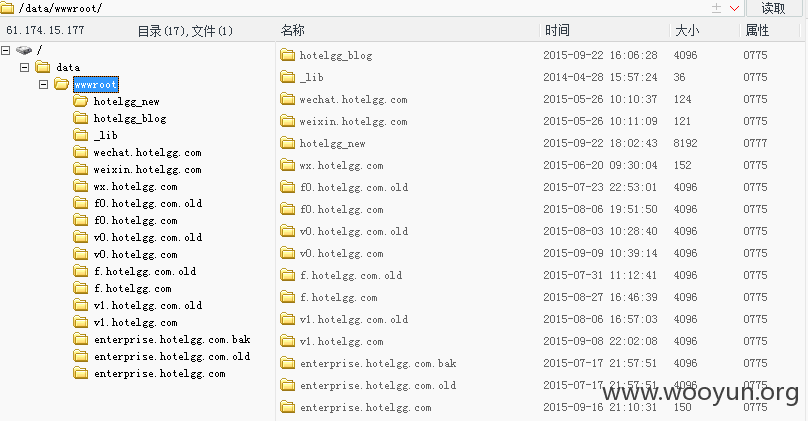 /data/wwwroot/ 读取
61.174.15.177 目录(17),文件(1) 名称 时间 大小 属性
/
data
wwwroot
hotelgg_new
hotelgg_blog
_lib
wechat.hotelgg.com
weixin.hotelgg.com
wx.hotelgg.com
f0.hotelgg.com.old
f0.hotelgg.com
v0.hotelgg.com.old
v0.hotelgg.com
f.hotelgg.com.old
f.hotelgg.com
v1.hotelgg.com.old
v1.hotelgg.com
enterprise.hotelgg.com.bak
enterprise.hotelgg.com.old
enterprise.hotelgg.com
hotelgg_blog 2015-09-22 16:06:28 4096 0775
_lib 2014-04-28 15:57:24 36 0775
wechat.hotelgg.com 2015-05-26 10:10:37 124 0775
weixin.hotelgg.com 2015-05-26 10:11:09 121 0775
hotelgg_new 2015-09-22 18:02:43 8192 0777
wx.hotelgg.com 2015-06-20 09:30:04 152 0775
f0.hotelgg.com.old 2015-07-23 22:53:01 4096 0775
f0.hotelgg.com 2015-08-06 19:51:50 4096 0775
v0.hotelgg.com.old 2015-08-03 10:28:40 4096 0775
v0.hotelgg.com 2015-09-09 10:39:14 4096 0775
f.hotelgg.com.old 2015-07-31 11:12:41 4096 0775
f.hotelgg.com 2015-08-27 16:46:39 4096 0775
v1.hotelgg.com.old 2015-08-06 16:57:03 4096 0775
v1.hotelgg.com 2015-09-08 22:02:08 4096 0775
enterprise.hotelgg.com.bak 2015-07-17 21:57:51 4096 0775
enterprise.hotelgg.com.old 2015-07-17 21:57:51 4096 0775
enterprise.hotelgg.com 2015-09-16 21:10:31 150 0775
www.wooyun.org